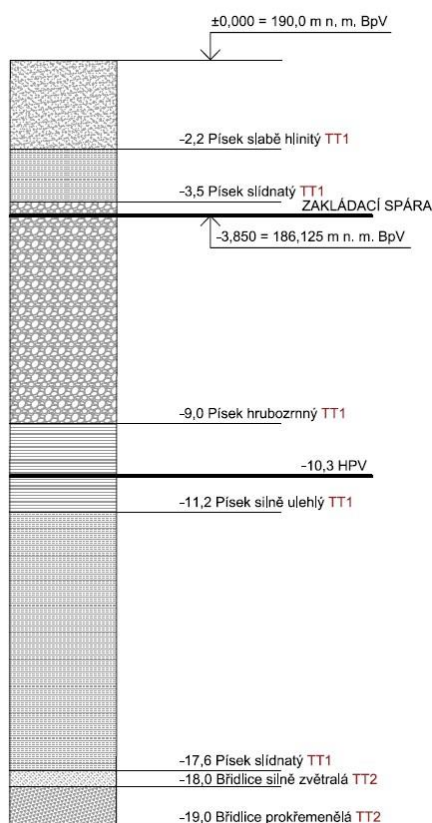 ±0,000 = 190,0 m n. m. BpV
-2,2 Písek slabě hlinitý TT1
-3,5 Písek slídnatý TT1
ZAKLÁDACÍ SPÁRA
-3,850 = 186,125 m n. m. BpV
-9,0 Písek hrubozrnný TT1
-10,3 HPV
-11,2 Písek silně ulehlý TT1
-17,6 Písek slídnatý TT1
-18,0 Břidlice silně zvětralá TT2
-19,0 Břidlice prokřemenělá TT2